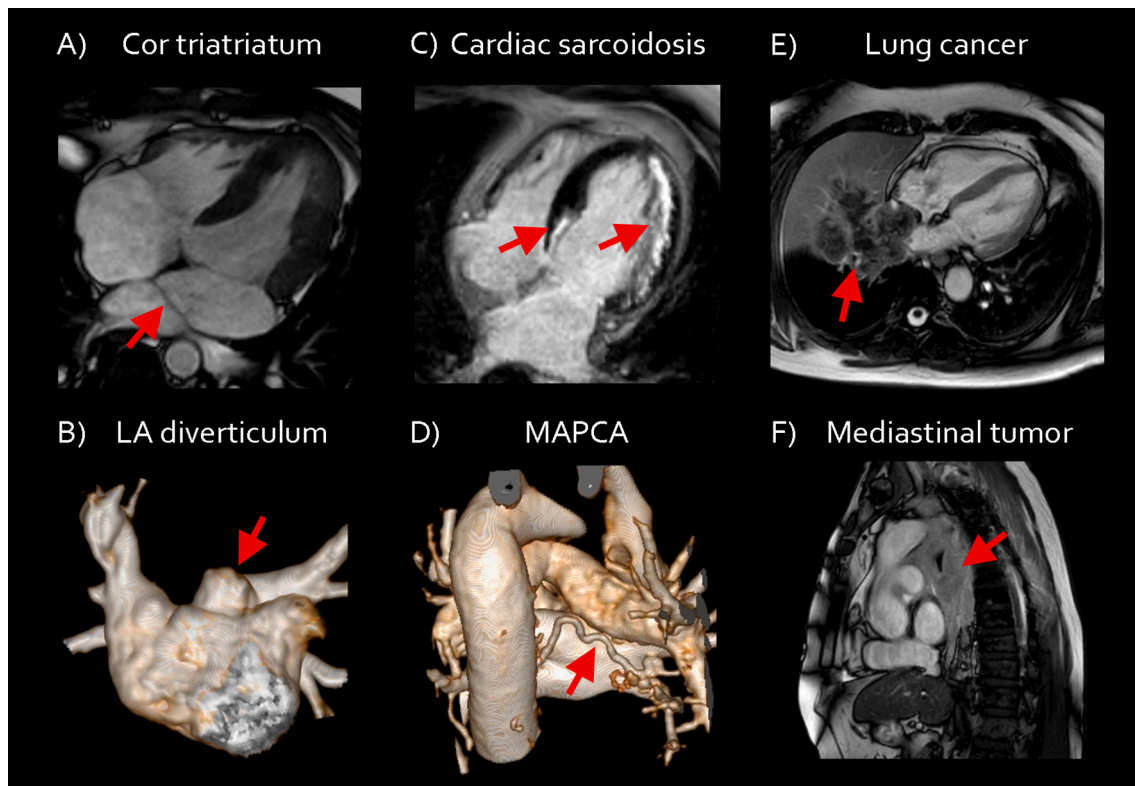 A) Cor triatriatum
C) Cardiac sarcoidosis
E) Lung cancer
B) LA diverticulum
D) MAPCA
F) Mediastinal tumor